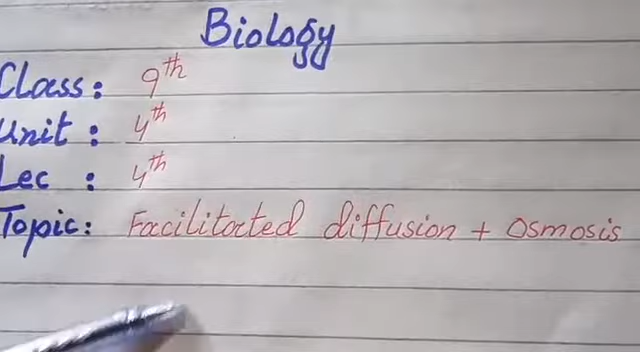 Biology
Class: 9th
Unit: 4th
Lec: 4th
Topic: Facilitated diffusion + Osmosis